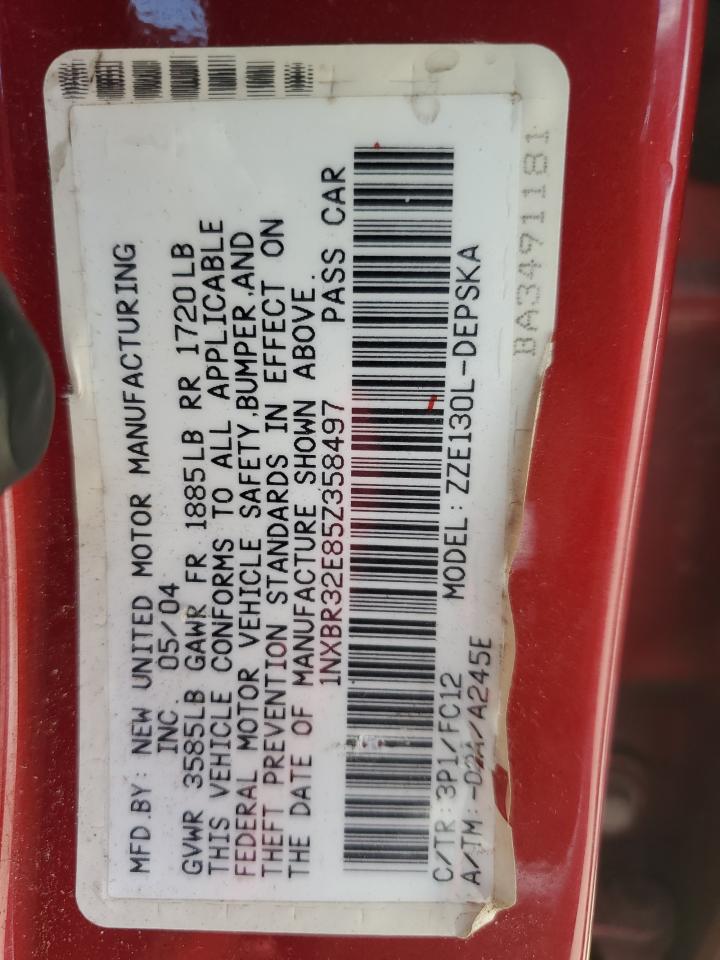 MFD.BY: NEW UNITED MOTOR MANUFACTURING
INC. 05/04
GVWR 3585LB GAWR FR 1885LB RR 1720LB
THIS VEHICLE CONFORMS TO ALL APPLICABLE
FEDERAL MOTOR VEHICLE SAFETY,BUMPER,AND
THEFT PREVENTION STANDARDS IN EFFECT ON
THE DATE OF MANUFACTURE SHOWN ABOVE.
1NXBR32E85Z358497 PASS CAR
C/TR: 3P1/FC12 MODEL: ZZE130L-DEPSKA
A/TM: -02A/A245E
BA3491181